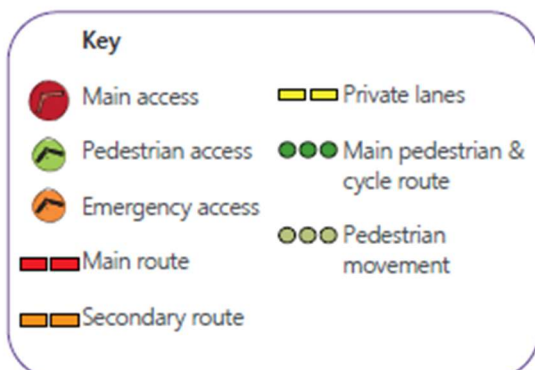 Key
Main access
Pedestrian access
Emergency access
Main route
Secondary route
Private lanes
Main pedestrian &
cycle route
Pedestrian
movement